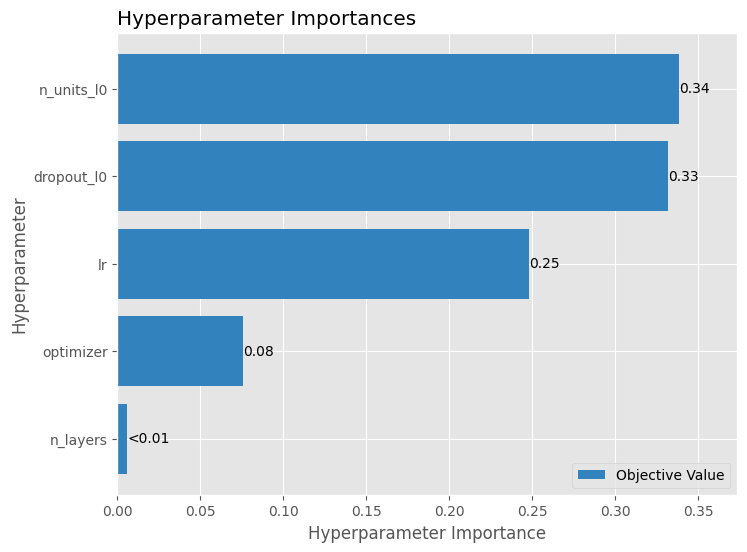 Hyperparameter Importances
Hyperparameter
n_units_l0
0.34
dropout_l0
0.33
lr
0.25
optimizer
0.08
n_layers
<0.01
Objective Value
0.00 0.05 0.10 0.15 0.20 0.25 0.30 0.35
Hyperparameter Importance